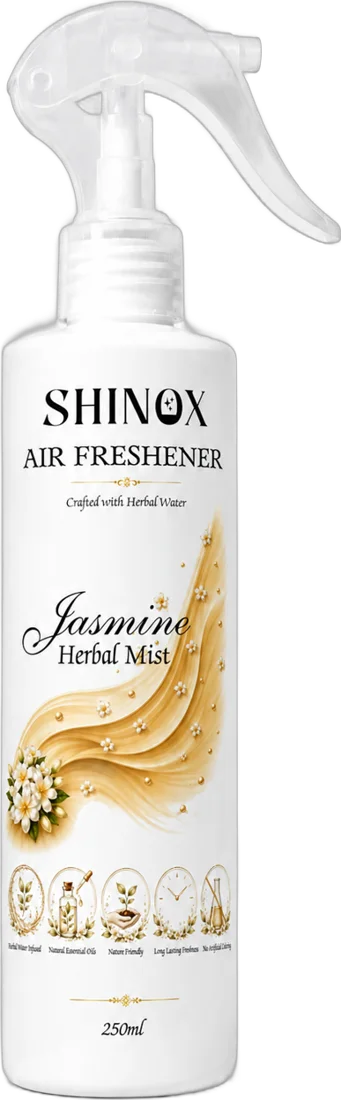 SHINOX
AIR FRESHENER
Crafted with Herbal Water
Jasmine
Herbal Mist
Herbal Water Infused
Natural Essential Oils
Nature Friendly
Long Lasting Freshness
No Artificial Coloring
250ml